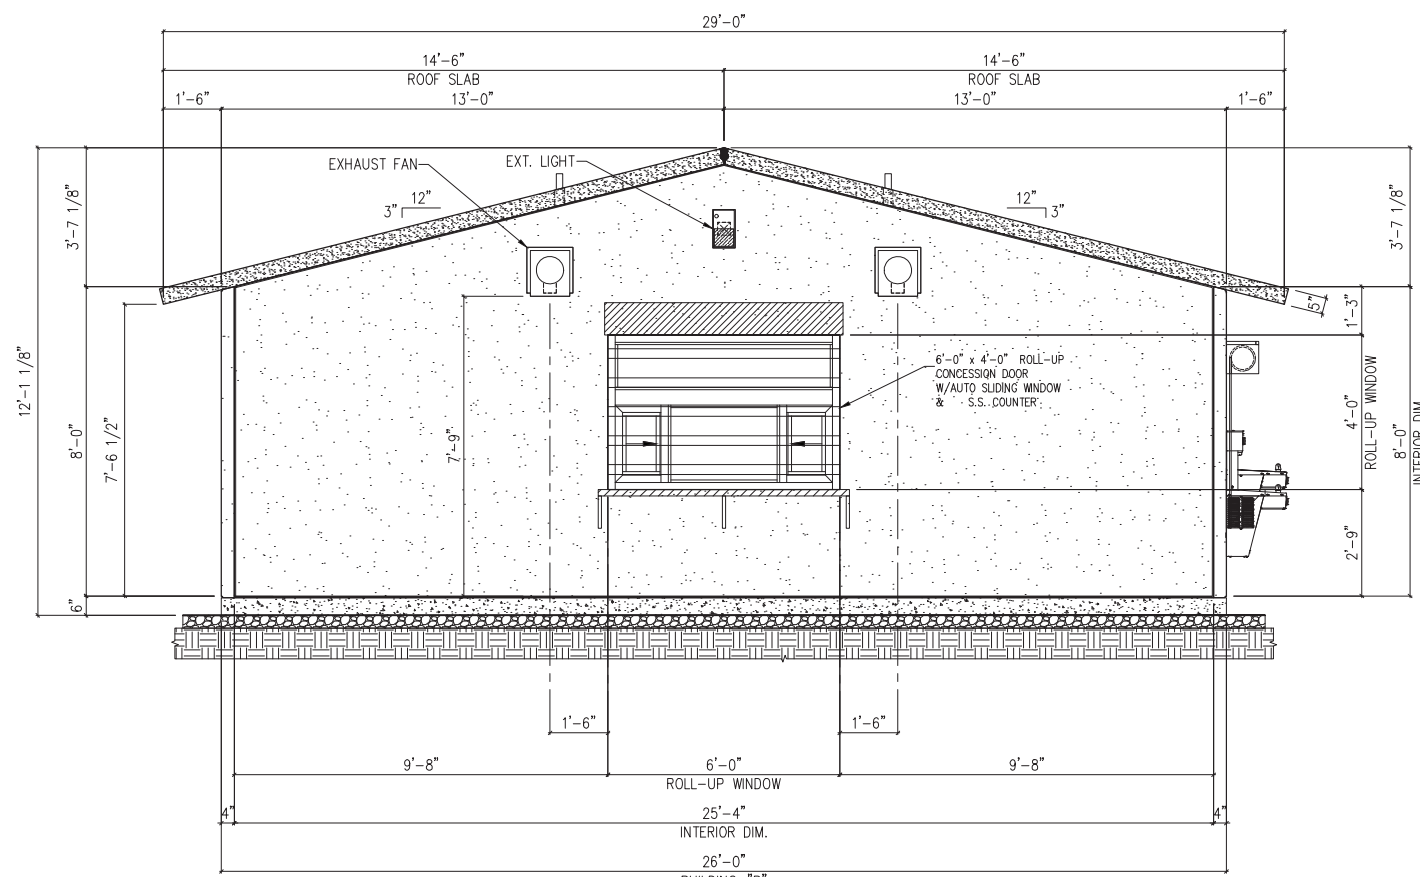 29'-0"
14'-6"
ROOF SLAB
14'-6"
ROOF SLAB
1'-6"
13'-0"
13'-0"
1'-6"
EXHAUST FAN
EXT. LIGHT
3"
12"
12"
3"
3'-7 1/8"
3'-7 1/8"
12'-1 1/8"
8'-0"
7'-6 1/2"
7'-9"
6"
5"
1'-3"
6'-0" x 4'-0" ROLL-UP
CONCESSION DOOR
W/AUTO SLIDING WINDOW
& S.S. COUNTER
4'-0"
ROLL-UP WINDOW
8'-0"
INTERIOR DIM.
2'-9"
1'-6"
1'-6"
9'-8"
6'-0"
ROLL-UP WINDOW
9'-8"
4"
25'-4"
INTERIOR DIM.
4"
26'-0"